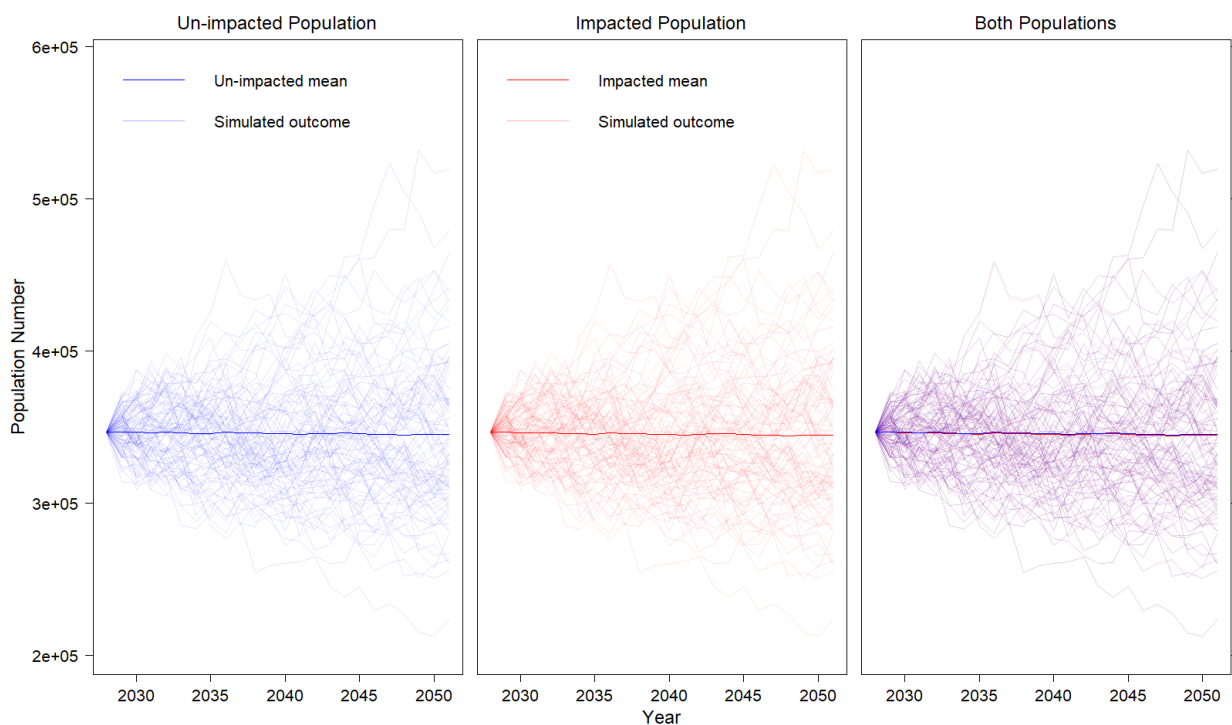 Un-impacted Population
Impacted Population
Both Populations
6e+05
5e+05
4e+05
3e+05
2e+05
Population Number
Un-impacted mean
Simulated outcome
Impacted mean
Simulated outcome
2030 2035 2040 2045 2050
2030 2035 2040 2045 2050
2030 2035 2040 2045 2050
Year